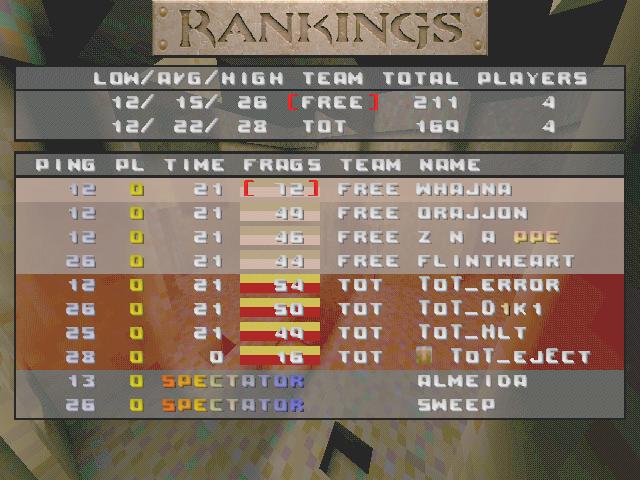 RANKINGS
LOW/AVG/HIGH TEAM TOTAL PLAYERS
12/ 15/ 26 [FREE] 211 4
12/ 22/ 28 TOT 169 4
PING PL TIME FRAGS TEAM NAME
12 0 21 [ 72] FREE WHAJNA
12 0 21 49 FREE ORAJJON
12 0 21 46 FREE Z N A PPE
26 0 21 44 FREE FLINTHEART
12 0 21 54 TOT TOT_ERROR
26 0 21 50 TOT TOT_D1K1
25 0 21 49 TOT TOT_HLT
28 0 0 16 TOT TOT_EJECT
13 0 SPECTATOR ALMEIDA
26 0 SPECTATOR SWEEP